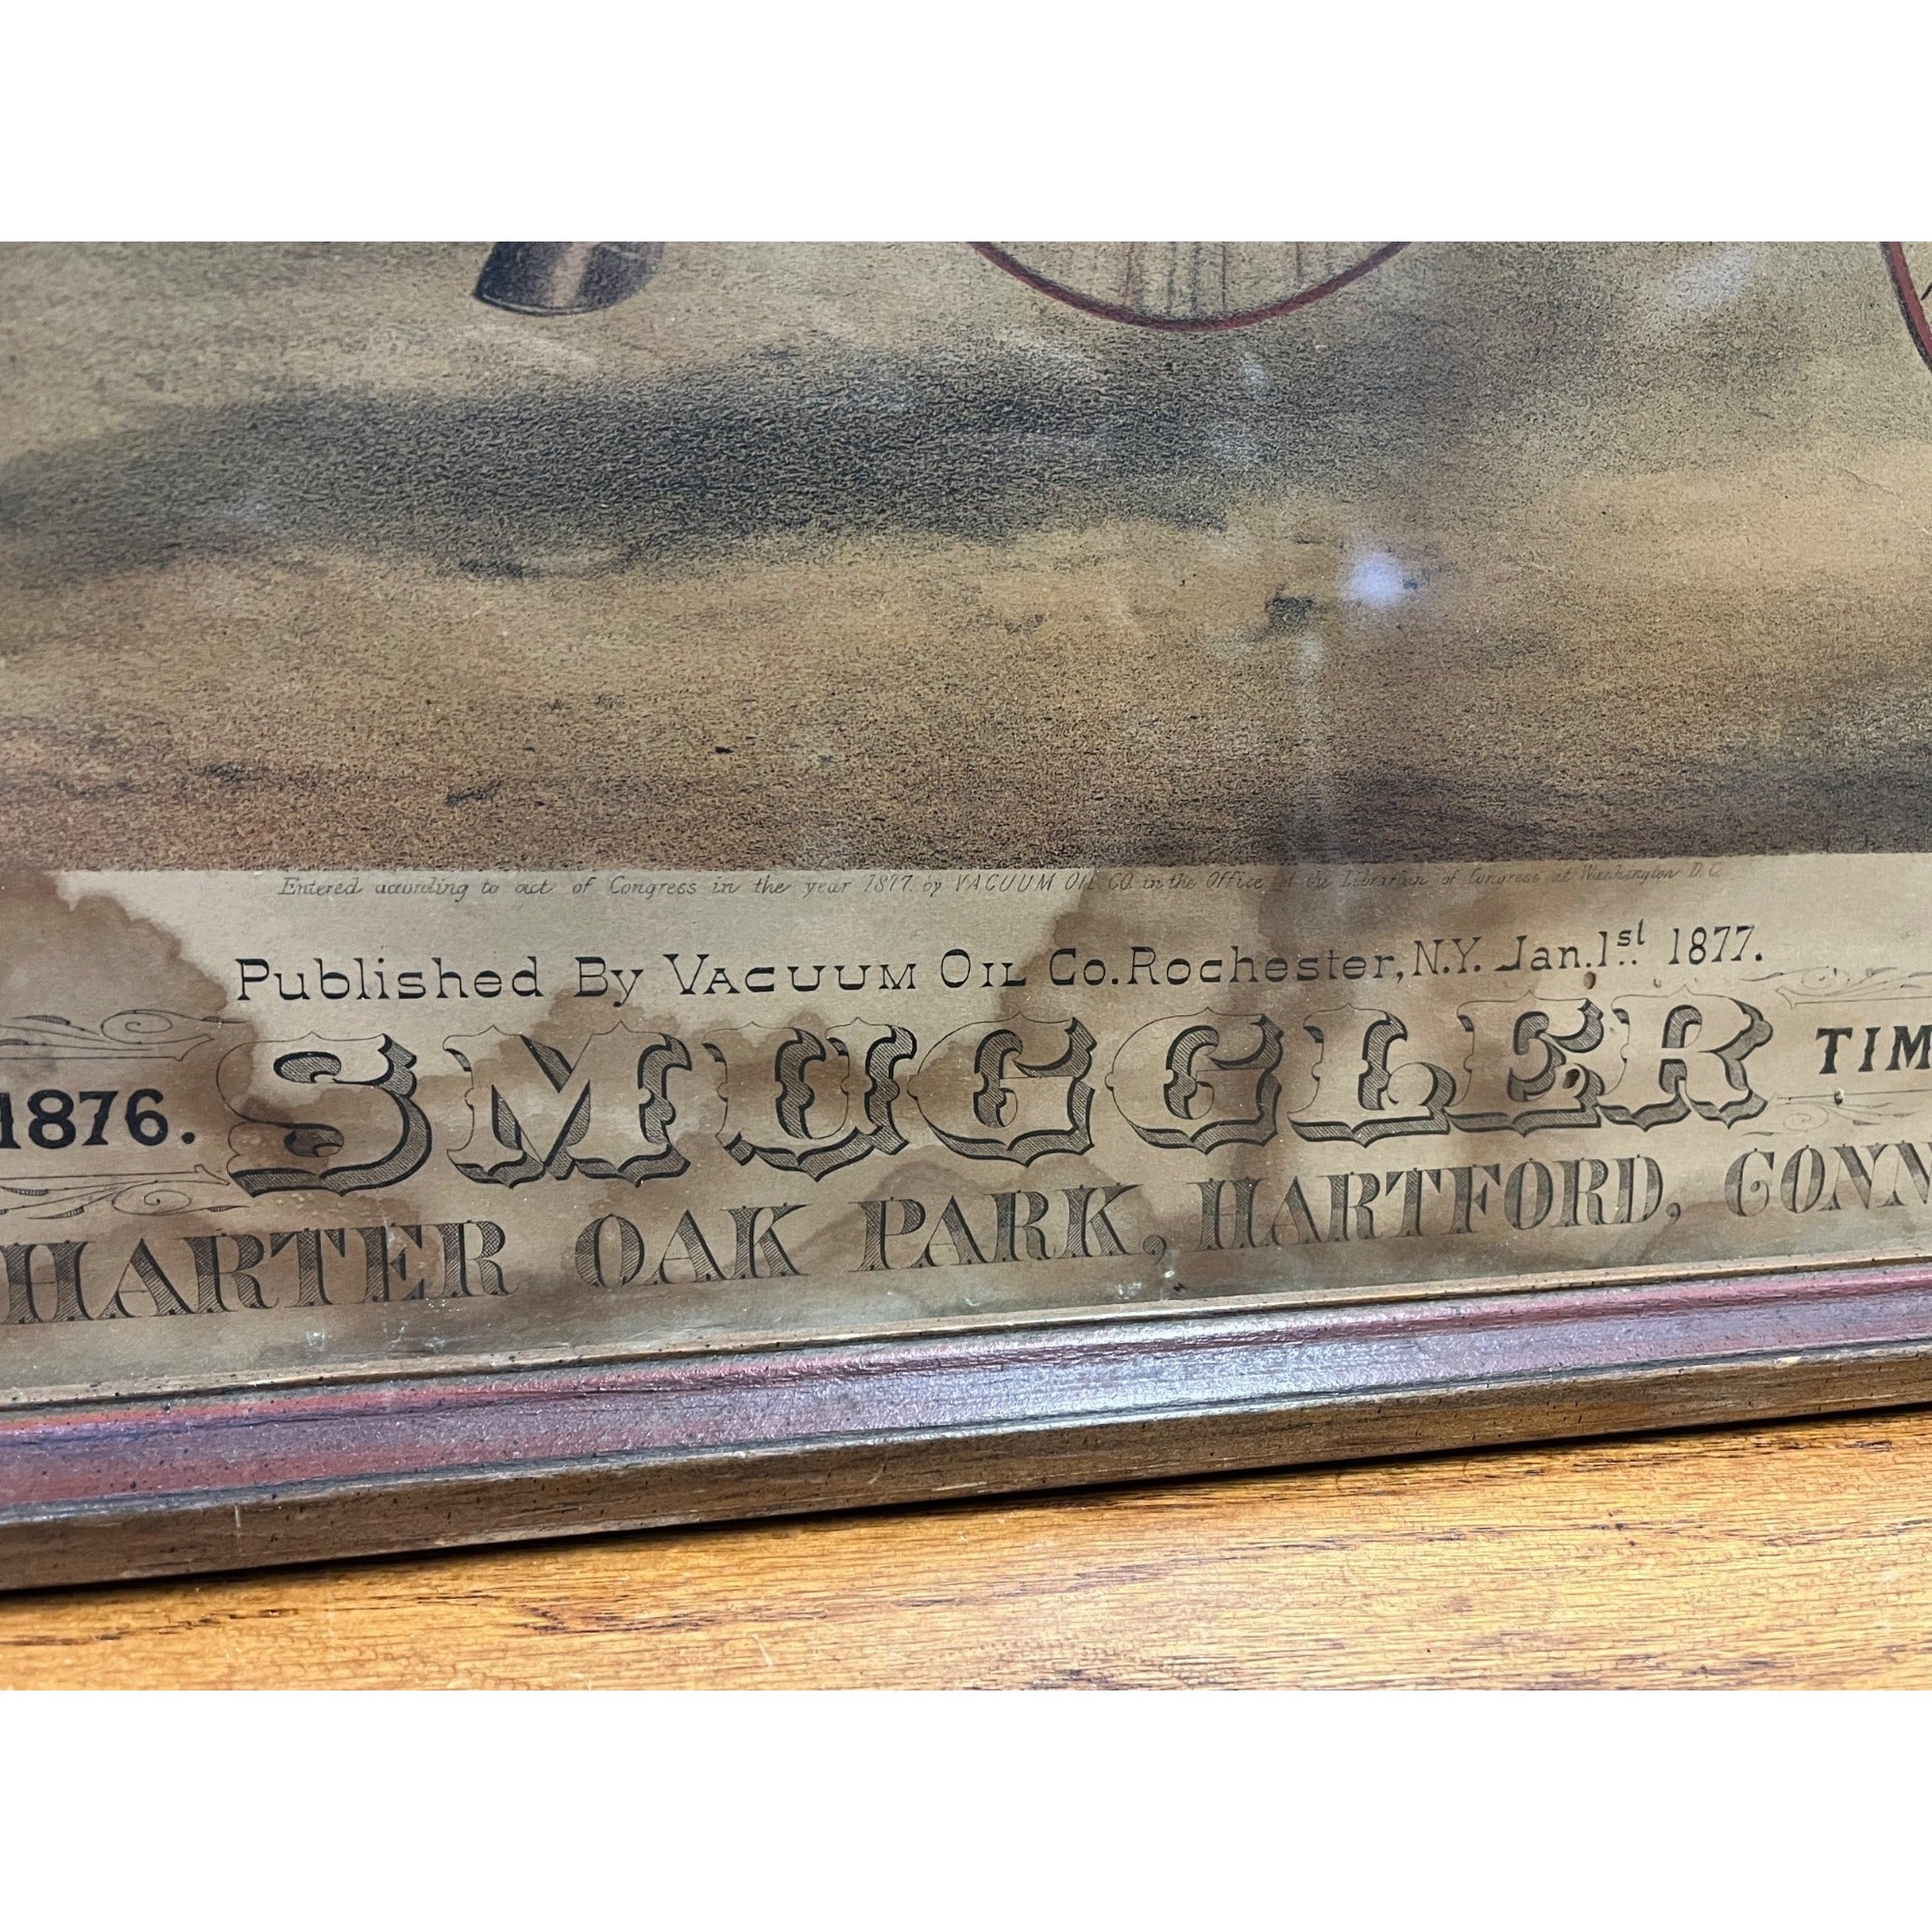 Entered according to act of Congress in the year 1877. by VACUUM OIL CO. in the Office of the Librarian of Congress at Washington D.C.
Published By VACUUM OIL Co. Rochester, N.Y. Jan. 1st 1877.
1876. SMUGGLER TIM
HARTER OAK PARK, HARTFORD, CONN